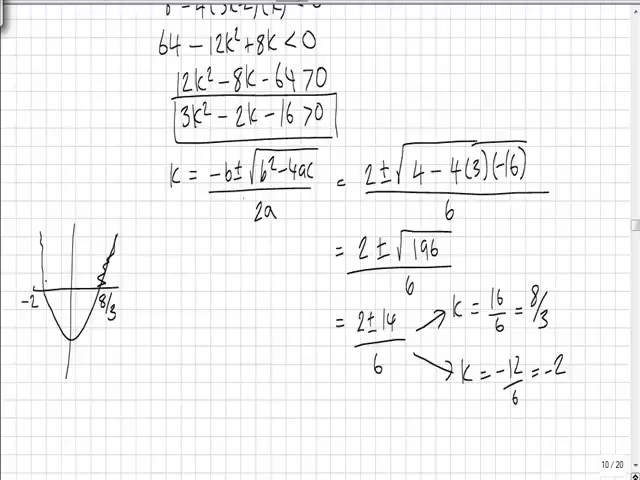 64 − 12k² + 8k < 0
12k² − 8k − 64 > 0
3k² − 2k − 16 > 0
k = −b ± √(b² − 4ac) / 2a = 2 ± √(4 − 4(3)(−16)) / 6
= 2 ± √196 / 6
= 2 ± 14 / 6
k = 16/6 = 8/3
k = −12/6 = −2
−2 8/3
10 / 20